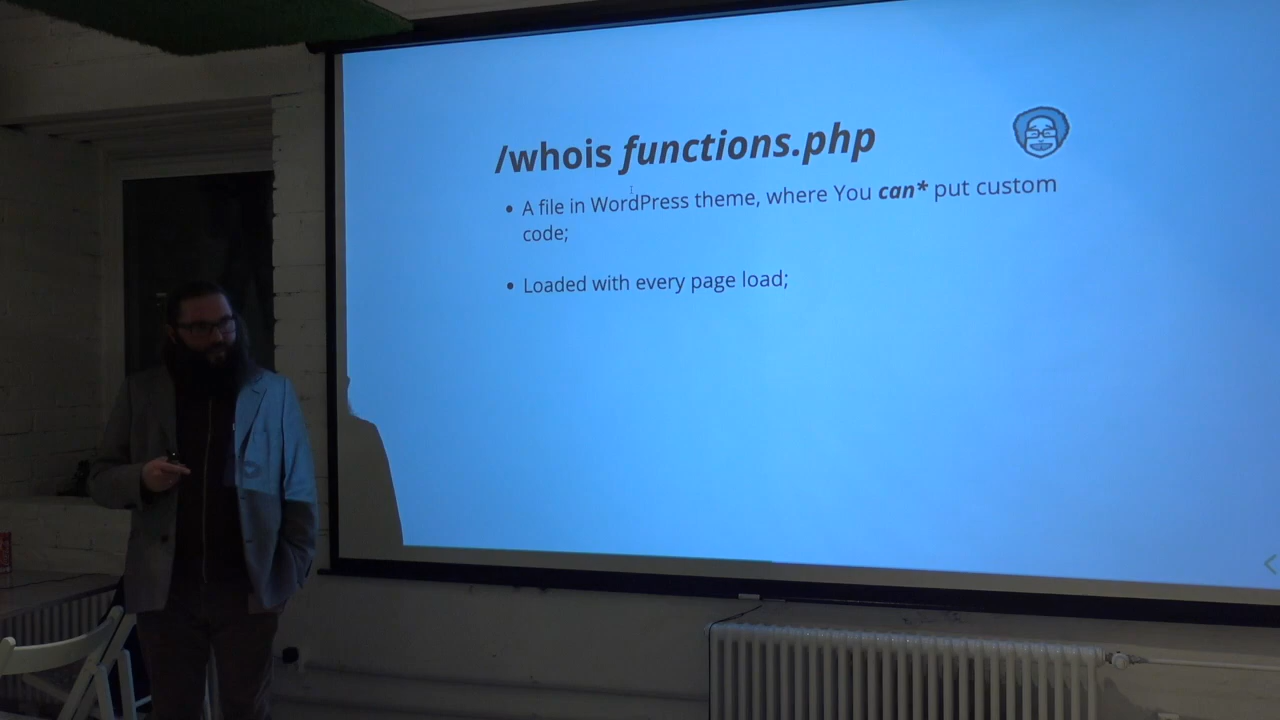 /whois functions.php
• A file in WordPress theme, where You can* put custom
code;
• Loaded with every page load;